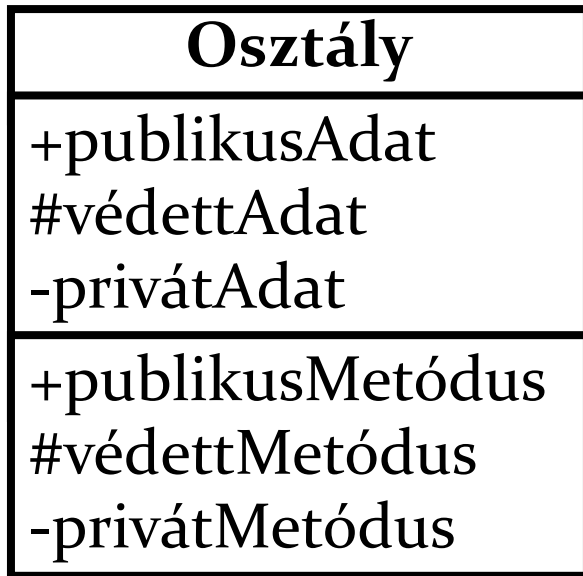 Osztály
+publikusAdat
#védettAdat
-privátAdat
+publikusMetódus
#védettMetódus
-privátMetódus